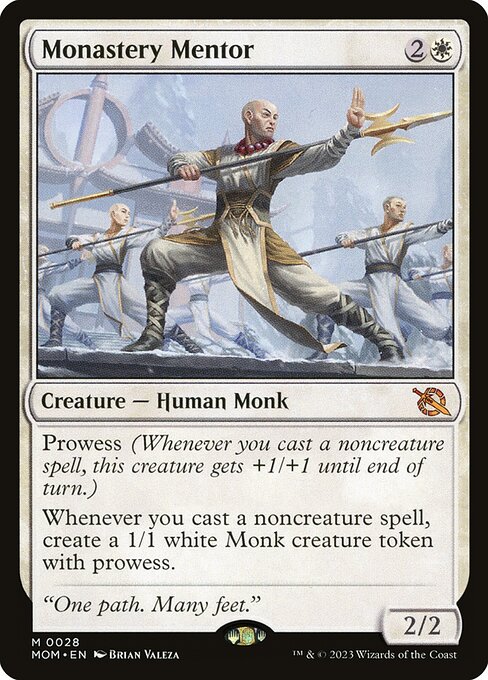 Monastery Mentor 2
Creature — Human Monk
Prowess (Whenever you cast a noncreature
spell, this creature gets +1/+1 until end of
turn.)
Whenever you cast a noncreature spell,
create a 1/1 white Monk creature token
with prowess.
“One path. Many feet.”
2/2
M 0028
MOM • EN Brian Valeza ™ & © 2023 Wizards of the Coast